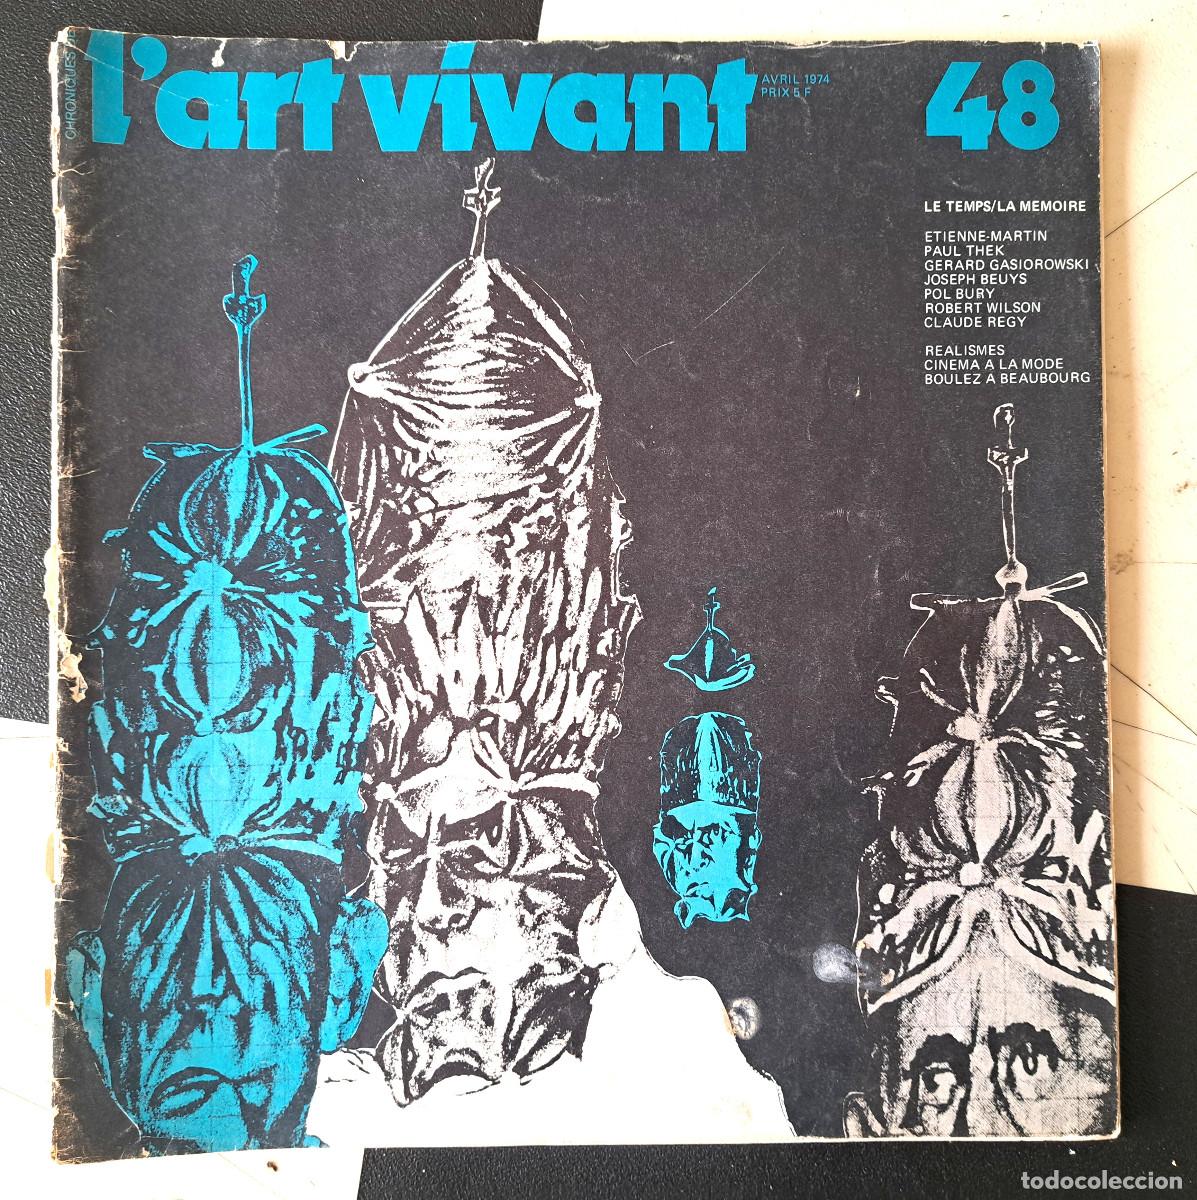 CHRONIQUES DE
l'art vivant
AVRIL 1974
PRIX 5 F
48
LE TEMPS/LA MEMOIRE
ETIENNE-MARTIN
PAUL THEK
GERARD GASIOROWSKI
JOSEPH BEUYS
POL BURY
ROBERT WILSON
CLAUDE REGY
REALISMES
CINEMA A LA MODE
BOULEZ A BEAUBOURG
todocoleccion